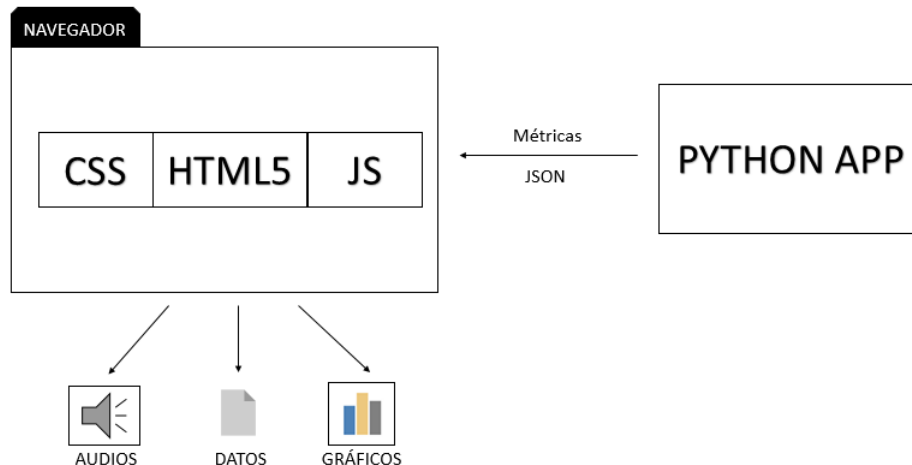 NAVEGADOR
CSS
HTML5
JS
Métricas
JSON
PYTHON APP
AUDIOS
DATOS
GRÁFICOS